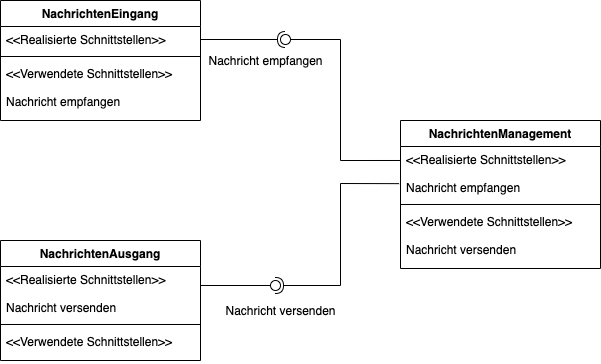 NachrichtenEingang
<<Realisierte Schnittstellen>>
<<Verwendete Schnittstellen>>
Nachricht empfangen
Nachricht empfangen
NachrichtenManagement
<<Realisierte Schnittstellen>>
Nachricht empfangen
<<Verwendete Schnittstellen>>
Nachricht versenden
NachrichtenAusgang
<<Realisierte Schnittstellen>>
Nachricht versenden
<<Verwendete Schnittstellen>>
Nachricht versenden